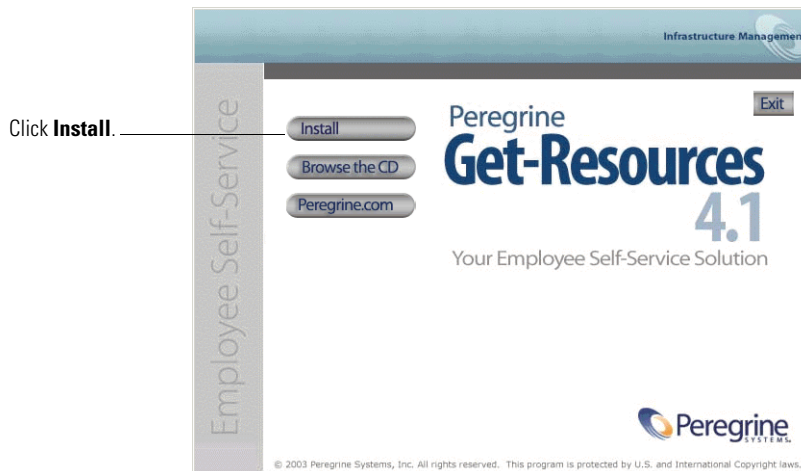 Infrastructure Management
Click Install.
Employee Self-Service
Install
Browse the CD
Peregrine.com
Exit
Peregrine
Get-Resources
4.1
Your Employee Self-Service Solution
Peregrine
SYSTEMS
© 2003 Peregrine Systems, Inc. All rights reserved. This program is protected by U.S. and International Copyright laws.